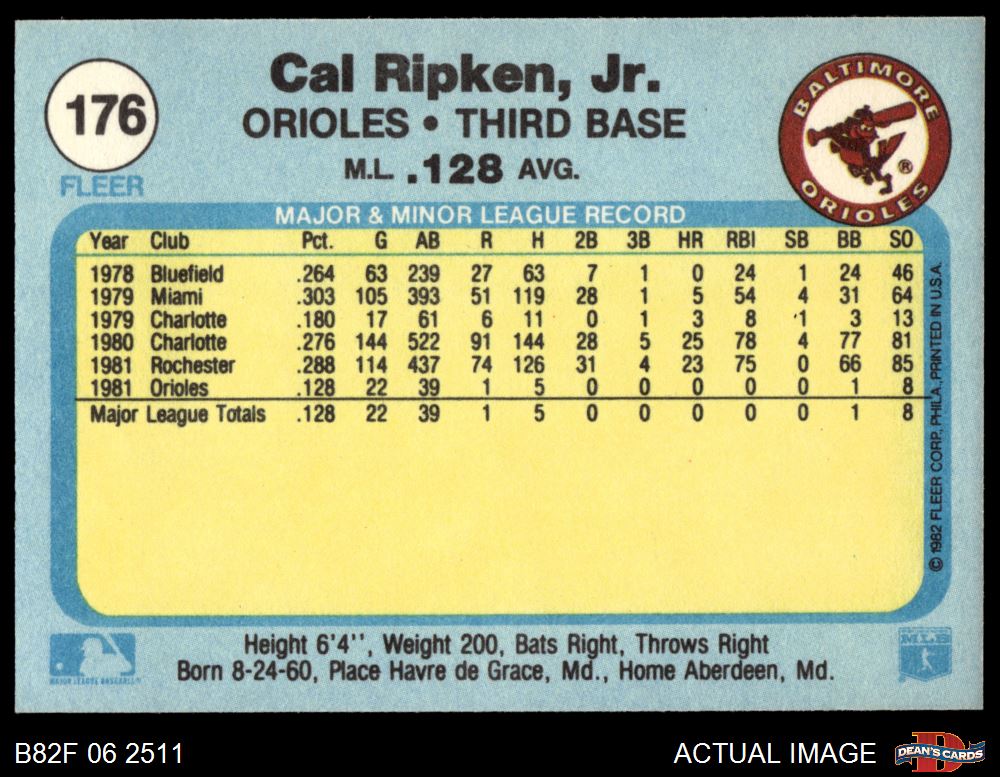 Cal Ripken, Jr.
176
ORIOLES • THIRD BASE
M.L. .128 AVG.
FLEER
BALTIMORE
ORIOLES
®
MAJOR & MINOR LEAGUE RECORD
Year Club Pct. G AB R H 2B 3B HR RBI SB BB SO
1978 Bluefield .264 63 239 27 63 7 1 0 24 1 24 46
1979 Miami .303 105 393 51 119 28 1 5 54 4 31 64
1979 Charlotte .180 17 61 6 11 0 1 3 8 1 3 13
1980 Charlotte .276 144 522 91 144 28 5 25 78 4 77 81
1981 Rochester .288 114 437 74 126 31 4 23 75 0 66 85
1981 Orioles .128 22 39 1 5 0 0 0 0 0 1 8
Major League Totals .128 22 39 1 5 0 0 0 0 0 1 8
© 1982 FLEER CORP., PHILA., PRINTED IN U.S.A.
Height 6'4'', Weight 200, Bats Right, Throws Right
Born 8-24-60, Place Havre de Grace, Md., Home Aberdeen, Md.
MAJOR LEAGUE BASEBALL
MLB
B82F 06 2511
ACTUAL IMAGE
DEAN'S CARDS